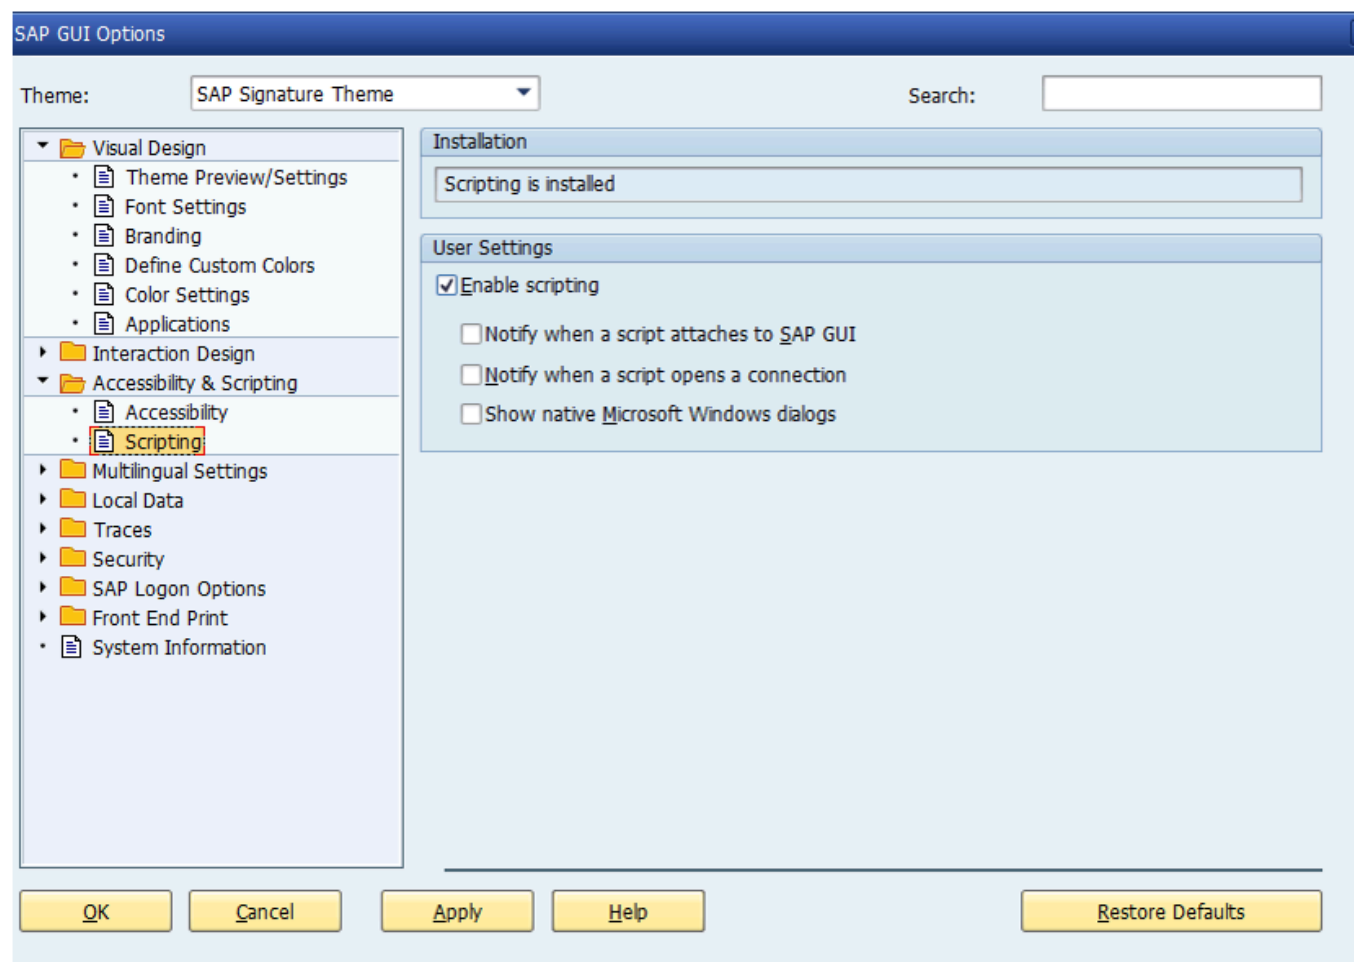 SAP GUI Options
Theme: SAP Signature Theme Search:
Visual Design
Theme Preview/Settings
Font Settings
Branding
Define Custom Colors
Color Settings
Applications
Interaction Design
Accessibility & Scripting
Accessibility
Scripting
Multilingual Settings
Local Data
Traces
Security
SAP Logon Options
Front End Print
System Information
Installation
Scripting is installed
User Settings
Enable scripting
Notify when a script attaches to SAP GUI
Notify when a script opens a connection
Show native Microsoft Windows dialogs
OK Cancel Apply Help Restore Defaults